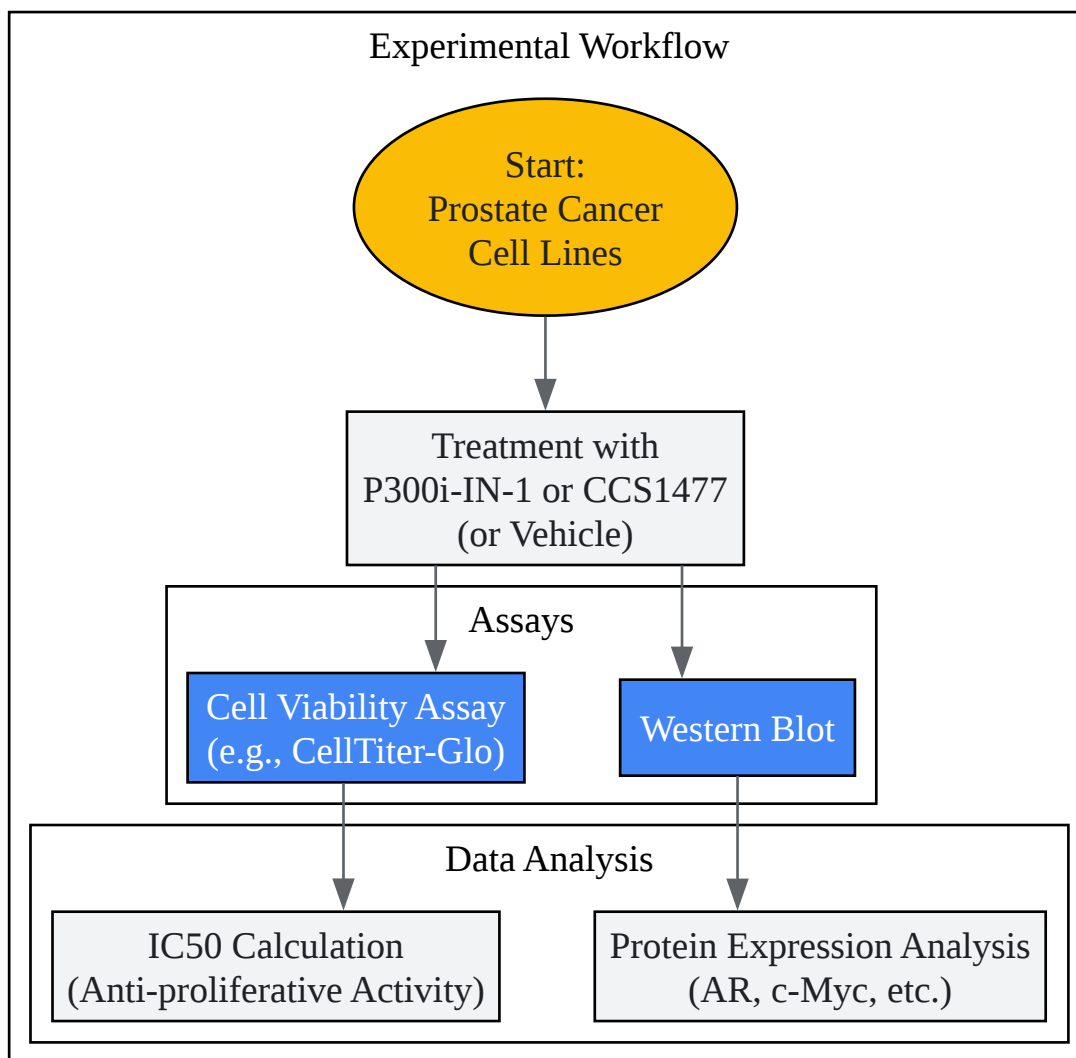 Experimental Workflow
Start:
Prostate Cancer
Cell Lines
Treatment with
P300i-IN-1 or CCS1477
(or Vehicle)
Assays
Cell Viability Assay
(e.g., CellTiter-Glo)
Western Blot
Data Analysis
IC50 Calculation
(Anti-proliferative Activity)
Protein Expression Analysis
(AR, c-Myc, etc.)